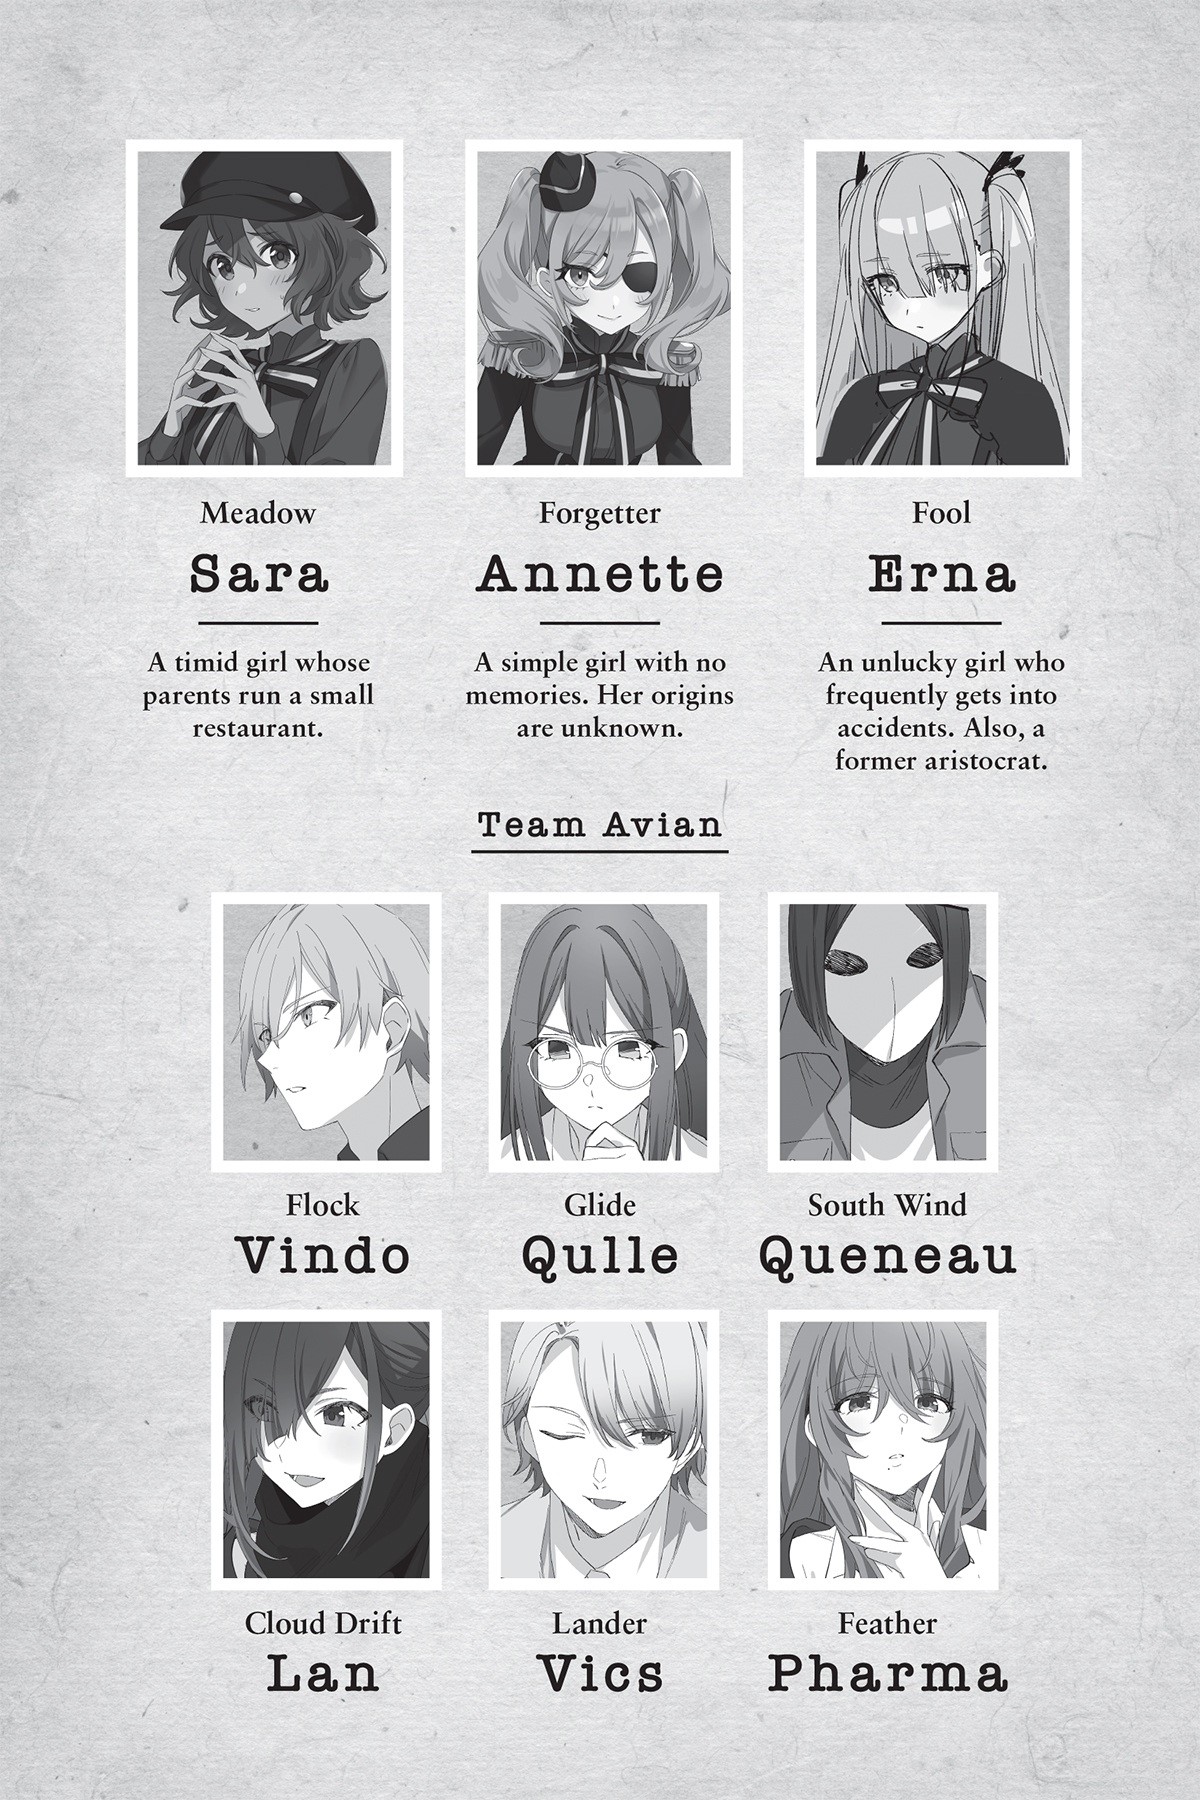 Meadow
Sara
A timid girl whose
parents run a small
restaurant.
Forgetter
Annette
A simple girl with no
memories. Her origins
are unknown.
Fool
Erna
An unlucky girl who
frequently gets into
accidents. Also, a
former aristocrat.
Team Avian
Flock
Vindo
Glide
Qulle
South Wind
Queneau
Cloud Drift
Lan
Lander
Vics
Feather
Pharma